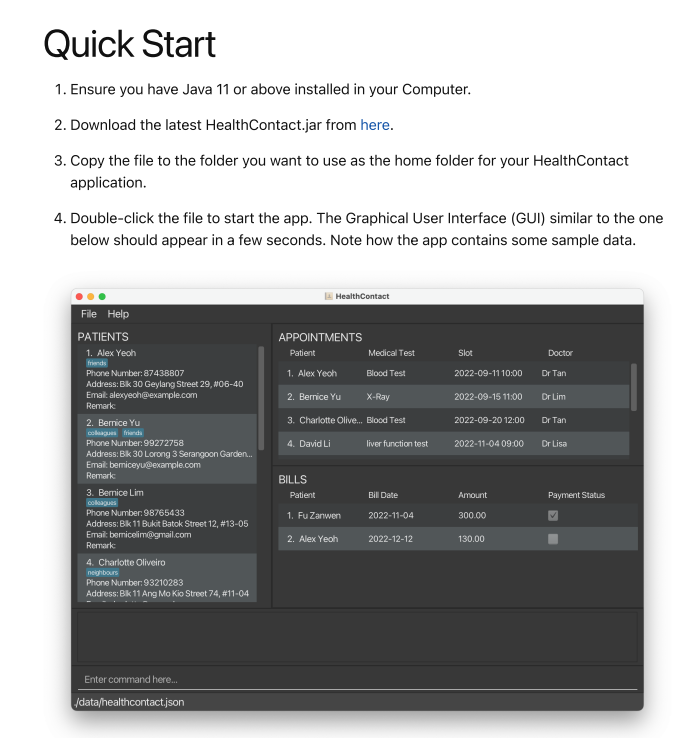 Quick Start
1. Ensure you have Java 11 or above installed in your Computer.
2. Download the latest HealthContact.jar from here.
3. Copy the file to the folder you want to use as the home folder for your HealthContact
application.
4. Double-click the file to start the app. The Graphical User Interface (GUI) similar to the one
below should appear in a few seconds. Note how the app contains some sample data.
HealthContact
File Help
PATIENTS
1. Alex Yeoh
friends
Phone Number: 87438807
Address: Blk 30 Geylang Street 29, #06-40
Email: alexyeoh@example.com
Remark:
2. Bernice Yu
colleagues friends
Phone Number: 99272758
Address: Blk 30 Lorong 3 Serangoon Garden...
Email: berniceyu@example.com
Remark:
3. Bernice Lim
colleagues
Phone Number: 98765433
Address: Blk 11 Bukit Batok Street 12, #13-05
Email: bernicelim@gmail.com
Remark:
4. Charlotte Oliveiro
neighbours
Phone Number: 93210283
Address: Blk 11 Ang Mo Kio Street 74, #11-04
APPOINTMENTS
Patient Medical Test Slot Doctor
1. Alex Yeoh Blood Test 2022-09-11 10:00 Dr Tan
2. Bernice Yu X-Ray 2022-09-15 11:00 Dr Lim
3. Charlotte Olive... Blood Test 2022-09-20 12:00 Dr Tan
4. David Li liver function test 2022-11-04 09:00 Dr Lisa
BILLS
Patient Bill Date Amount Payment Status
1. Fu Zanwen 2022-11-04 300.00
2. Alex Yeoh 2022-12-12 130.00
Enter command here...
./data/healthcontact.json